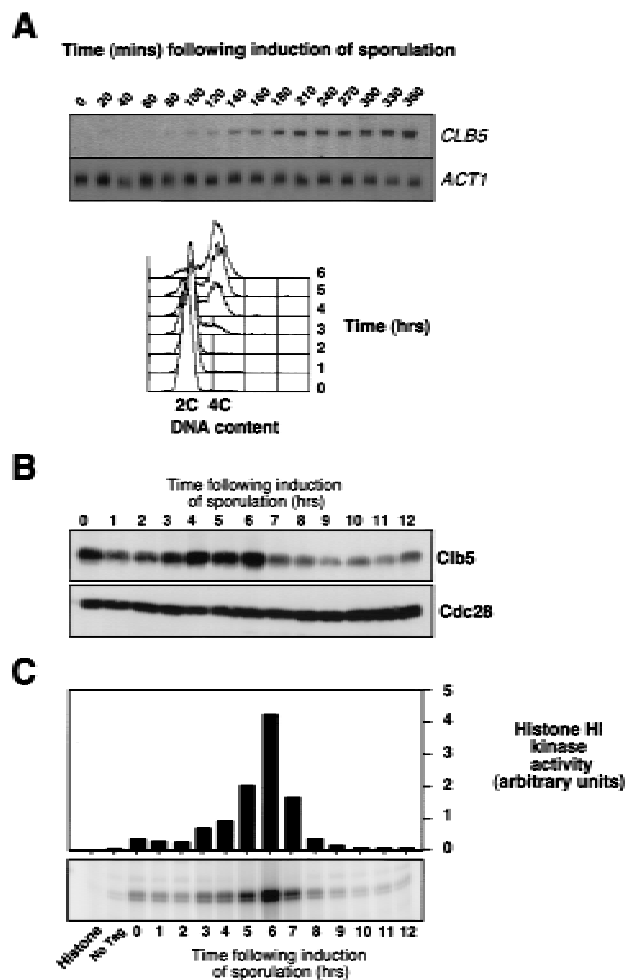 A
Time (mins) following induction of sporulation
0 20 40 60 80 100 120 140 160 180 210 240 270 300 330 360
CLB5
ACT1
6
5
4
3
2
1
0
Time (hrs)
2C 4C
DNA content
B
Time following induction
of sporulation (hrs)
0 1 2 3 4 5 6 7 8 9 10 11 12
Clb5
Cdc28
C
5
4
3
2
1
0
Histone HI
kinase
activity
(arbitrary units)
Histone No Tag 0 1 2 3 4 5 6 7 8 9 10 11 12
Time following induction
of sporulation (hrs)